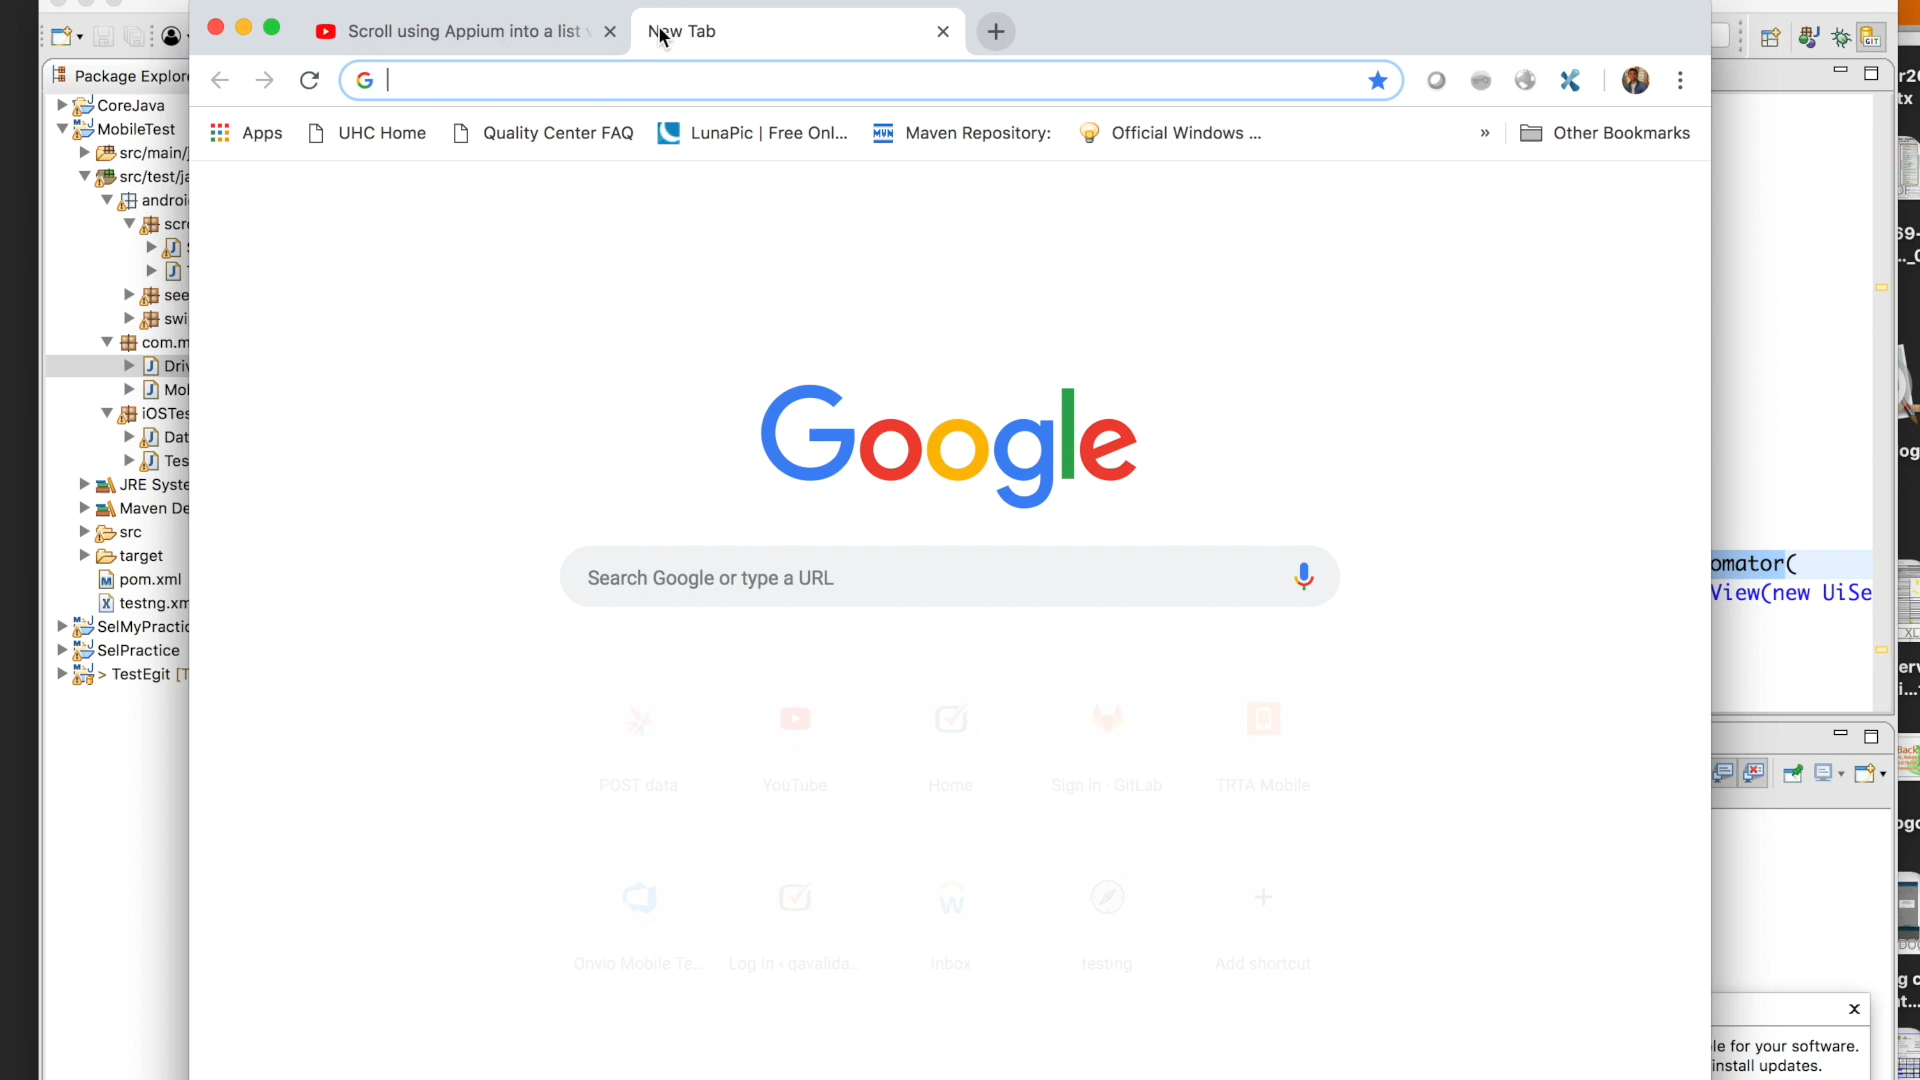 Scroll using Appium into a list
New Tab
Package Explore
UHC Home
Apps
Quality Center FAQ
LunaPic | Free Onl...
Maven Repository:
Official Windows ...
»
Other Bookmarks
CoreJava
MobileTest
src/main/j
src/test/ja
androi
scro
see
swi
com.m
Driv
Mol
iOSTes
Dat
Tes
JRE Syste
Maven De
src
target
pom.xml
testng.xm
SelMyPractic
SelPractice
> TestEgit [T
Google
Search Google or type a URL
POST data
YouTube
Home
Sign in · GitLab
TRTA Mobile
Onvio Mobile Te...
Log In ‹ qavalida...
Inbox
testing
Add shortcut
omator(
View(new UiSe
le for your software.
install updates.